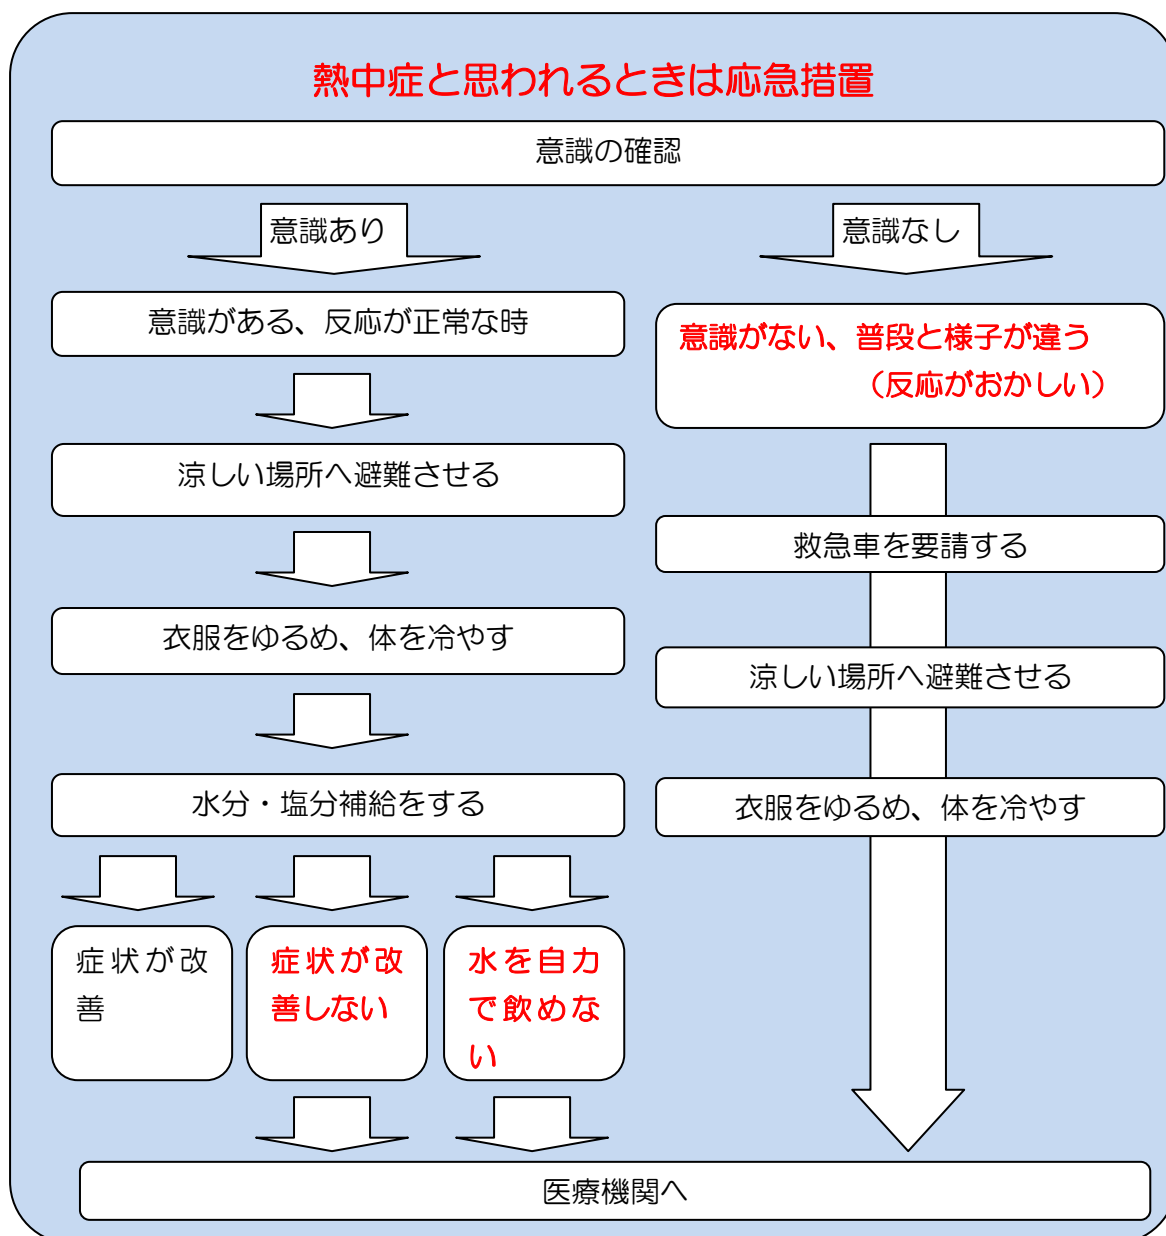 熱中症と思われるときは応急措置
意識の確認
意識あり
意識がある、反応が正常な時
涼しい場所へ避難させる
衣服をゆるめ、体を冷やす
水分・塩分補給をする
症状が改
善
症状が改
善しない
水を自力
で飲めな
い
意識なし
意識がない、普段と様子が違う
（反応がおかしい）
救急車を要請する
涼しい場所へ避難させる
衣服をゆるめ、体を冷やす
医療機関へ